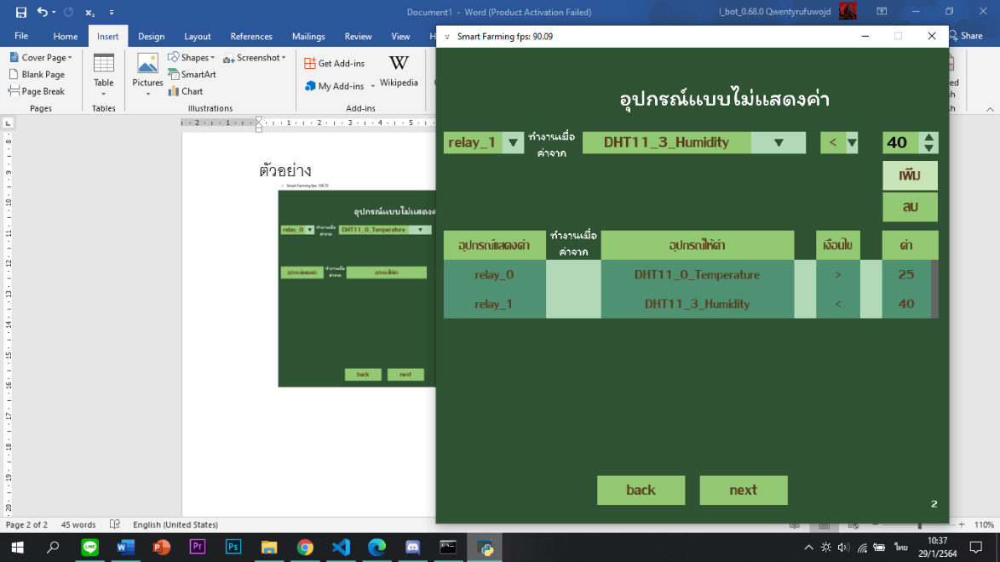 Document1 - Word (Product Activation Failed)
l_bot_0.68.0 Qwentyrufuwojd
File Home Insert Design Layout References Mailings Review View H
Share
Smart Farming fps: 90.09
Cover Page
Blank Page
Page Break
Pages
Table
Tables
Pictures
Shapes
SmartArt
Chart
Screenshot
Illustrations
Get Add-ins
My Add-ins
Wikipedia
Add-ins
อุปกรณ์แบบไม่แสดงค่า
relay_1 ทำงานเมื่อ DHT11_3_Humidity < 40
ค่าจาก
เพิ่ม
ลบ
อุปกรณ์แสดงค่า ทำงานเมื่อ อุปกรณ์ให้ค่า เงื่อนไข ค่า
ค่าจาก
relay_0 DHT11_0_Temperature > 25
relay_1 DHT11_3_Humidity < 40
back next
2
ตัวอย่าง
Smart Farming fps: 108.70
อุปกรณ์แบบไม่แสดงค
relay_0 ทำงานเมื่อ DHT11_0_Temperature
ค่าจาก
อุปกรณ์แสดงค่า ทำงานเมื่อ อุปกรณ์ให้ค่า
ค่าจาก
back next
Page 2 of 2 45 words English (United States) 110%
ไทย
10:37
29/1/2564